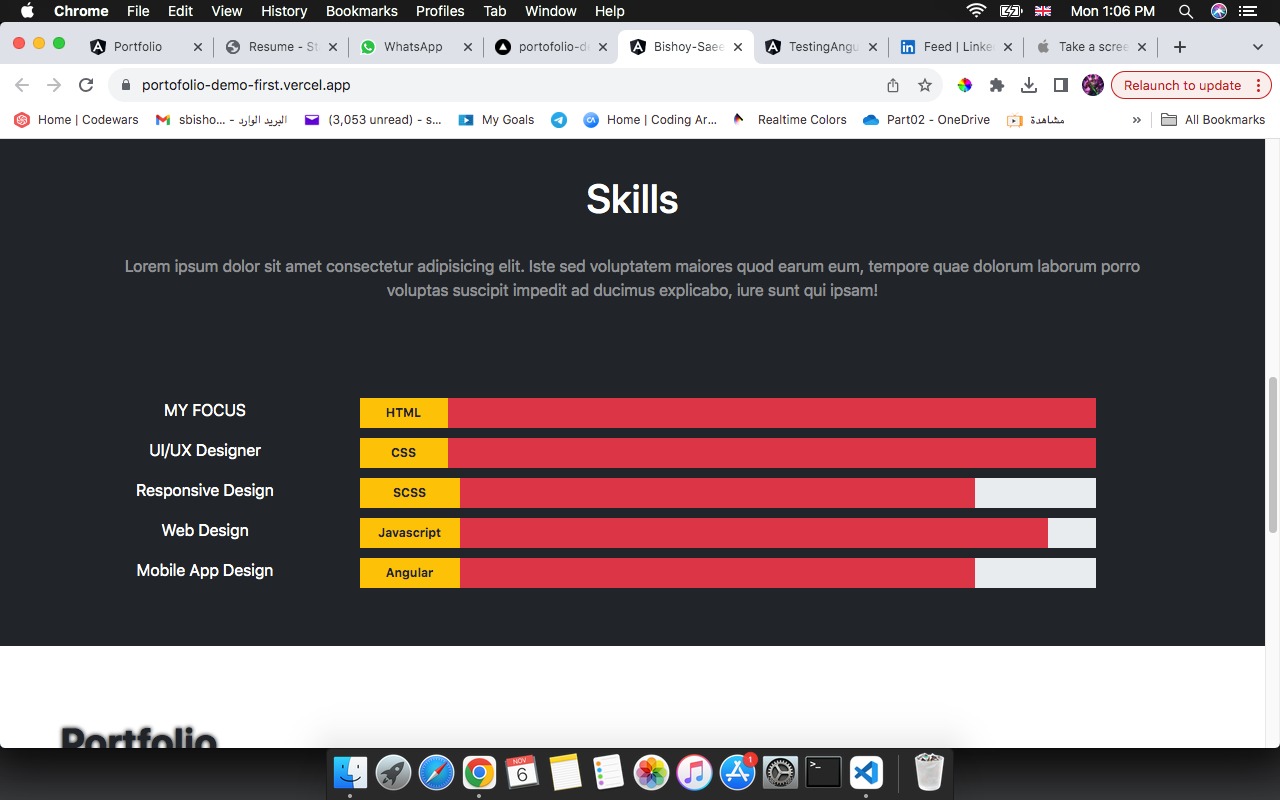 Chrome File Edit View History Bookmarks Profiles Tab Window Help Mon 1:06 PM
Portfolio Resume - St WhatsApp portofolio-d Bishoy-Saee TestingAngu Feed | Linke Take a scree
portofolio-demo-first.vercel.app Relaunch to update
Home | Codewars sbisho... - البريد الوارد (3,053 unread) - s... My Goals Home | Coding Ar... Realtime Colors Part02 - OneDrive مشاهدة » All Bookmarks
Skills
Lorem ipsum dolor sit amet consectetur adipisicing elit. Iste sed voluptatem maiores quod earum eum, tempore quae dolorum laborum porro
voluptas suscipit impedit ad ducimus explicabo, iure sunt qui ipsam!
MY FOCUS HTML
UI/UX Designer CSS
Responsive Design SCSS
Web Design Javascript
Mobile App Design Angular
Portfolio
NOV
6
1